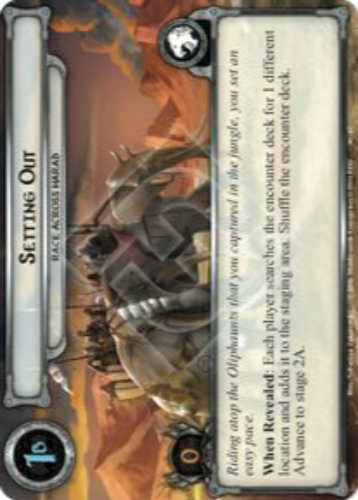 1B
SETTING OUT
RACE ACROSS HARAD
0
Riding atop the Oliphaunts that you captured in the jungle, you set an
easy pace.
When Revealed: Each player searches the encounter deck for 1 different
location and adds it to the staging area. Shuffle the encounter deck.
Advance to stage 2A.